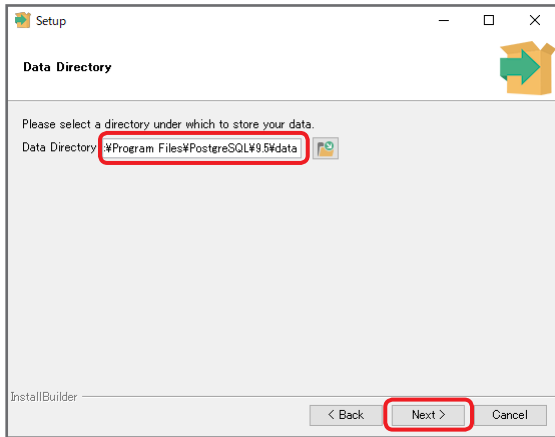 Setup
Data Directory
Please select a directory under which to store your data.
Data Directory :¥Program Files¥PostgreSQL¥9.5¥data
InstallBuilder
< Back Next > Cancel